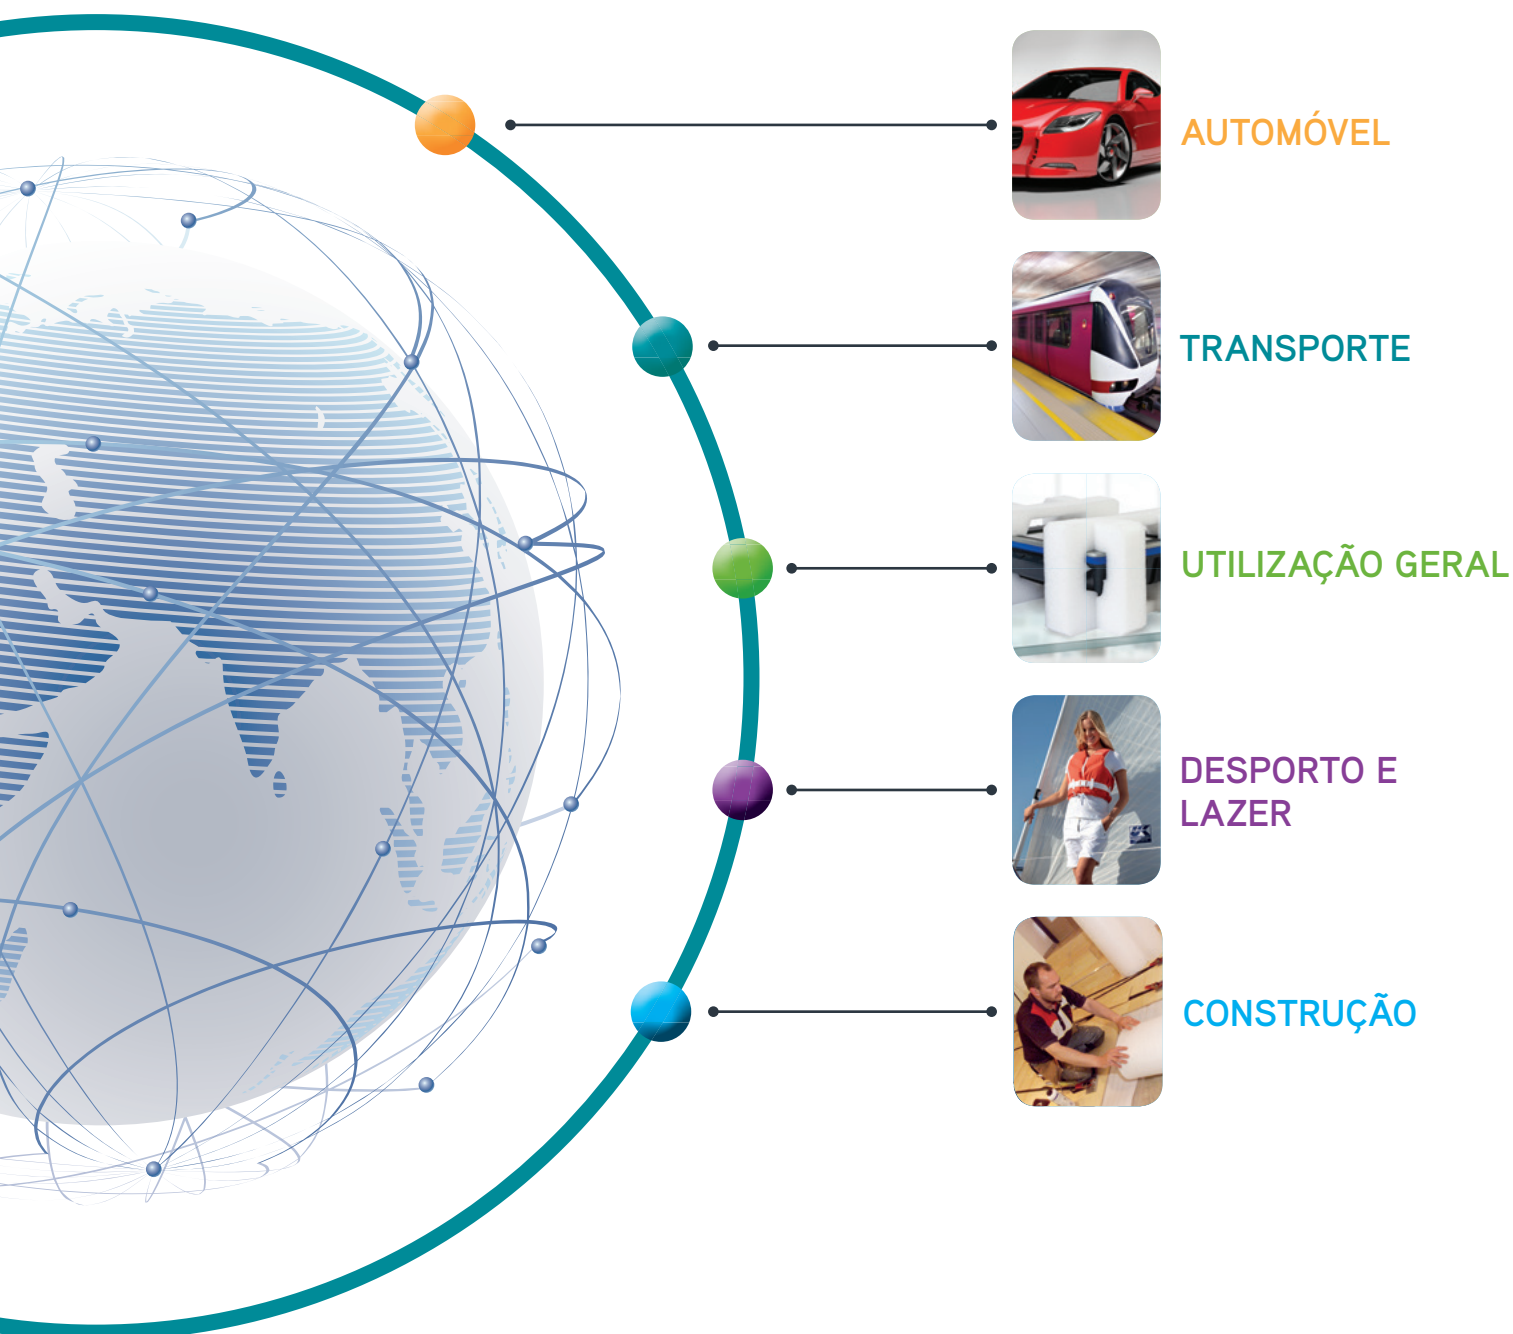 AUTOMÓVEL
TRANSPORTE
UTILIZAÇÃO GERAL
DESPORTO E
LAZER
CONSTRUÇÃO